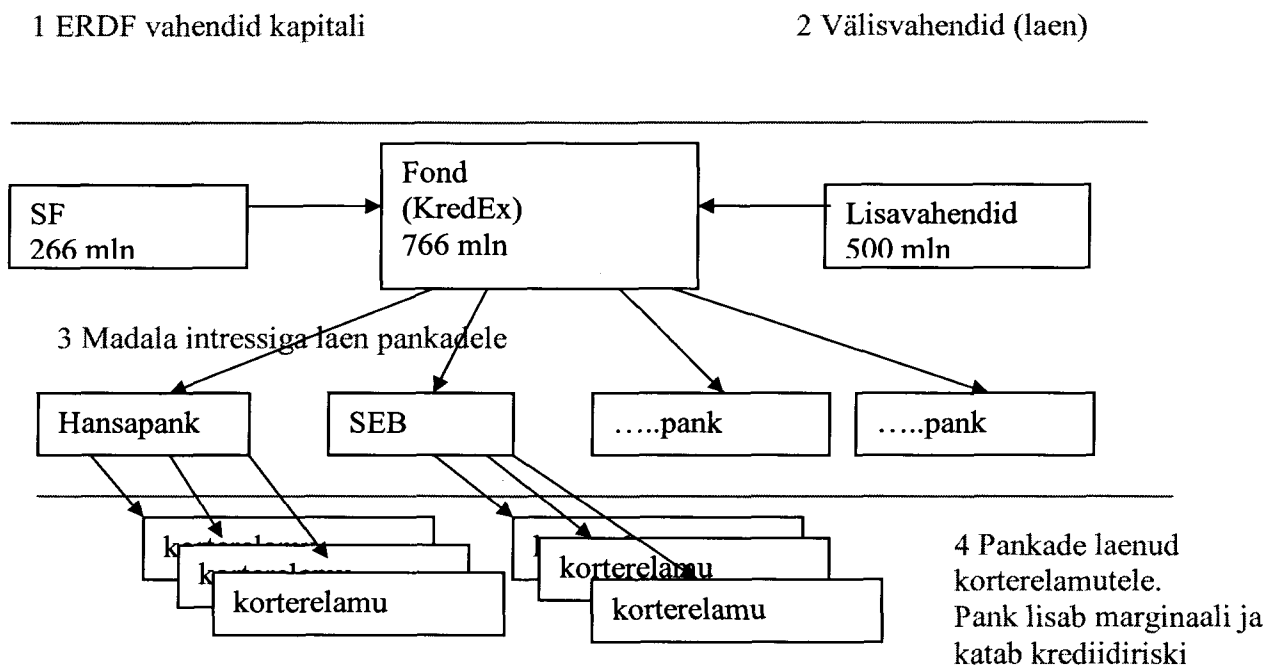 1 ERDF vahendid kapitali
2 Välisvahendid (laen)
SF
266 mln
Fond
(KredEx)
766 mln
Lisavahendid
500 mln
3 Madala intressiga laen pankadele
Hansapank
SEB
…..pank
…..pank
korterelamu
korterelamu
korterelamu
korterelamu
korterelamu
4 Pankade laenud
korterelamutele.
Pank lisab marginaali ja
katab krediidiriski